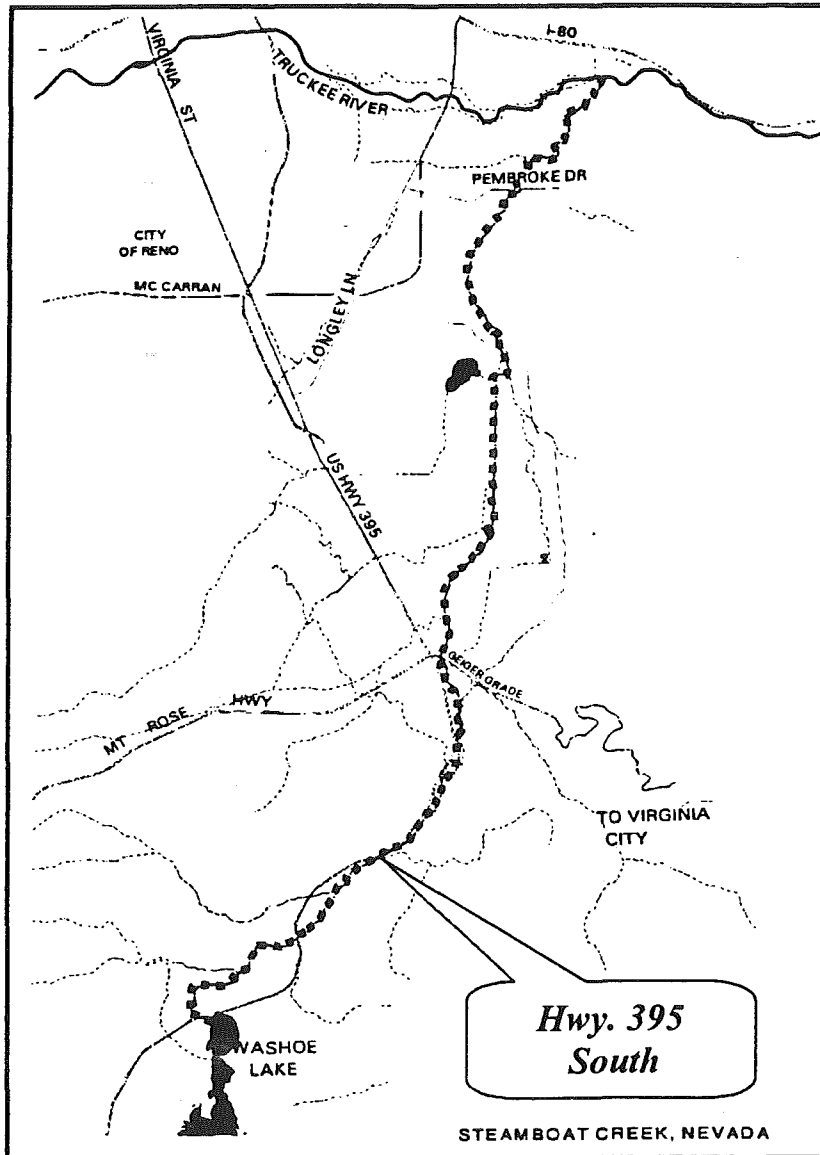 I-80
VIRGINIA ST
TRUCKEE RIVER
PEMBROKE DR
CITY
OF RENO
MC CARRAN
LONGLEY LN
US HWY 395
GEIGER GRADE
MT ROSE HWY
TO VIRGINIA
CITY
Hwy. 395
South
WASHOE
LAKE
STEAMBOAT CREEK, NEVADA